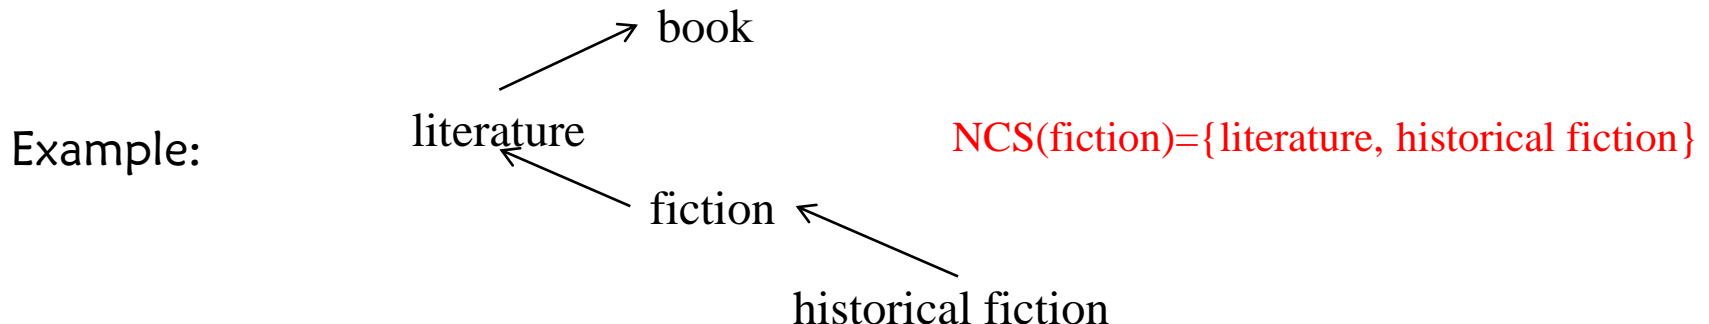 book
Example:
literature
NCS(fiction)={literature, historical fiction}
fiction
historical fiction